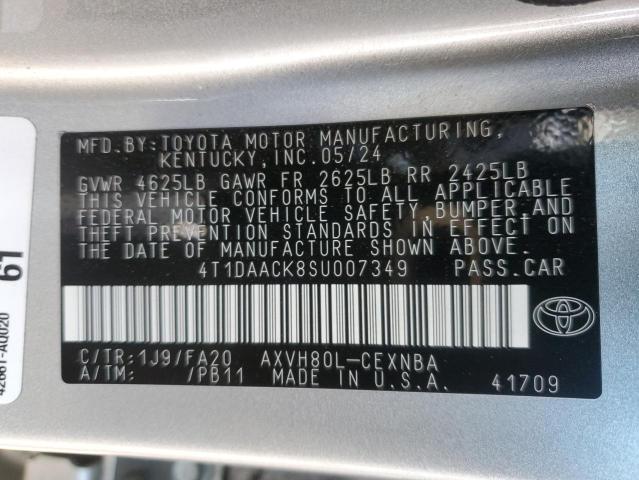 MFD.BY:TOYOTA MOTOR MANUFACTURING,
KENTUCKY,INC.05/24
GVWR 4625LB GAWR FR 2625LB RR 2425LB
THIS VEHICLE CONFORMS TO ALL APPLICABLE
FEDERAL MOTOR VEHICLE SAFETY,BUMPER,AND
THEFT PREVENTION STANDARDS IN EFFECT ON
THE DATE OF MANUFACTURE SHOWN ABOVE.
4T1DAACK8SU007349 PASS.CAR
C/TR:1J9/FA20 AXVH80L-CEXNBA
A/TM: /PB11 MADE IN U.S.A. 41709
61